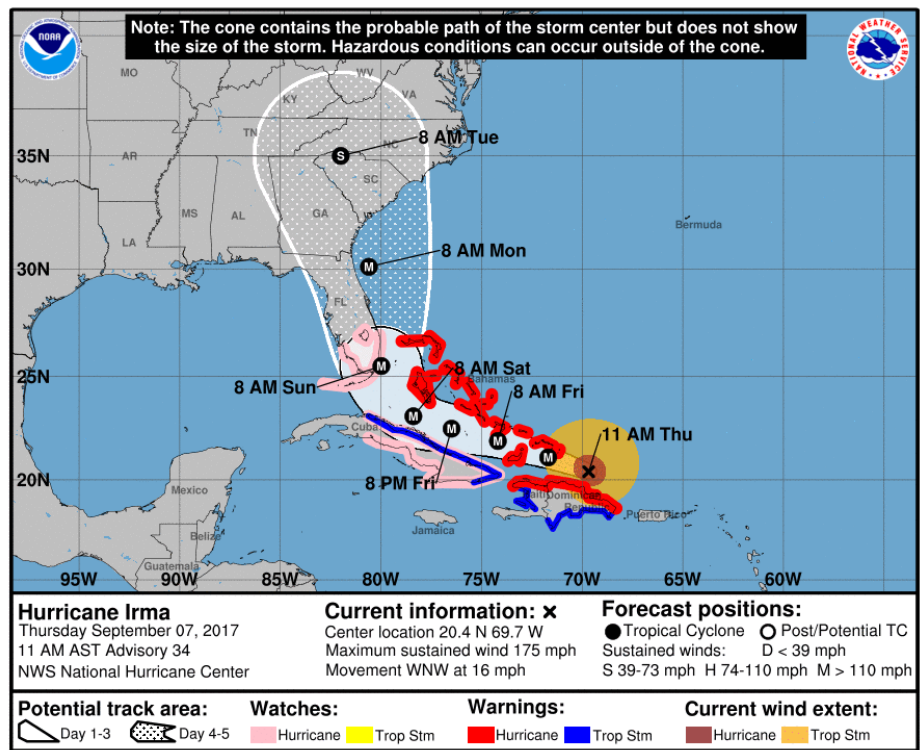 Note: The cone contains the probable path of the storm center but does not show
the size of the storm. Hazardous conditions can occur outside of the cone.
NOAA
NATIONAL WEATHER SERVICE
MO
WV
KY
VA
8 AM Tue
TN
NC
35N
AR
S
SC
MS
AL
GA
Bermuda
LA
8 AM Mon
30N
M
FL
8 AM Sat
M
25N
8 AM Sun
Bahamas
8 AM Fri
M
M
M
11 AM Thu
Cuba
M
8 PM Fri
20N
Mexico
Haiti
Dominican
Republic
Puerto Rico
Jamaica
Belize
Guatemala
95W 90W 85W 80W 75W 70W 65W 60W
Hurricane Irma
Thursday September 07, 2017
11 AM AST Advisory 34
NWS National Hurricane Center
Current information: x
Center location 20.4 N 69.7 W
Maximum sustained wind 175 mph
Movement WNW at 16 mph
Forecast positions:
Tropical Cyclone Post/Potential TC
Sustained winds: D < 39 mph
S 39-73 mph H 74-110 mph M > 110 mph
Potential track area:
Day 1-3 Day 4-5
Watches:
Hurricane Trop Stm
Warnings:
Hurricane Trop Stm
Current wind extent:
Hurricane Trop Stm